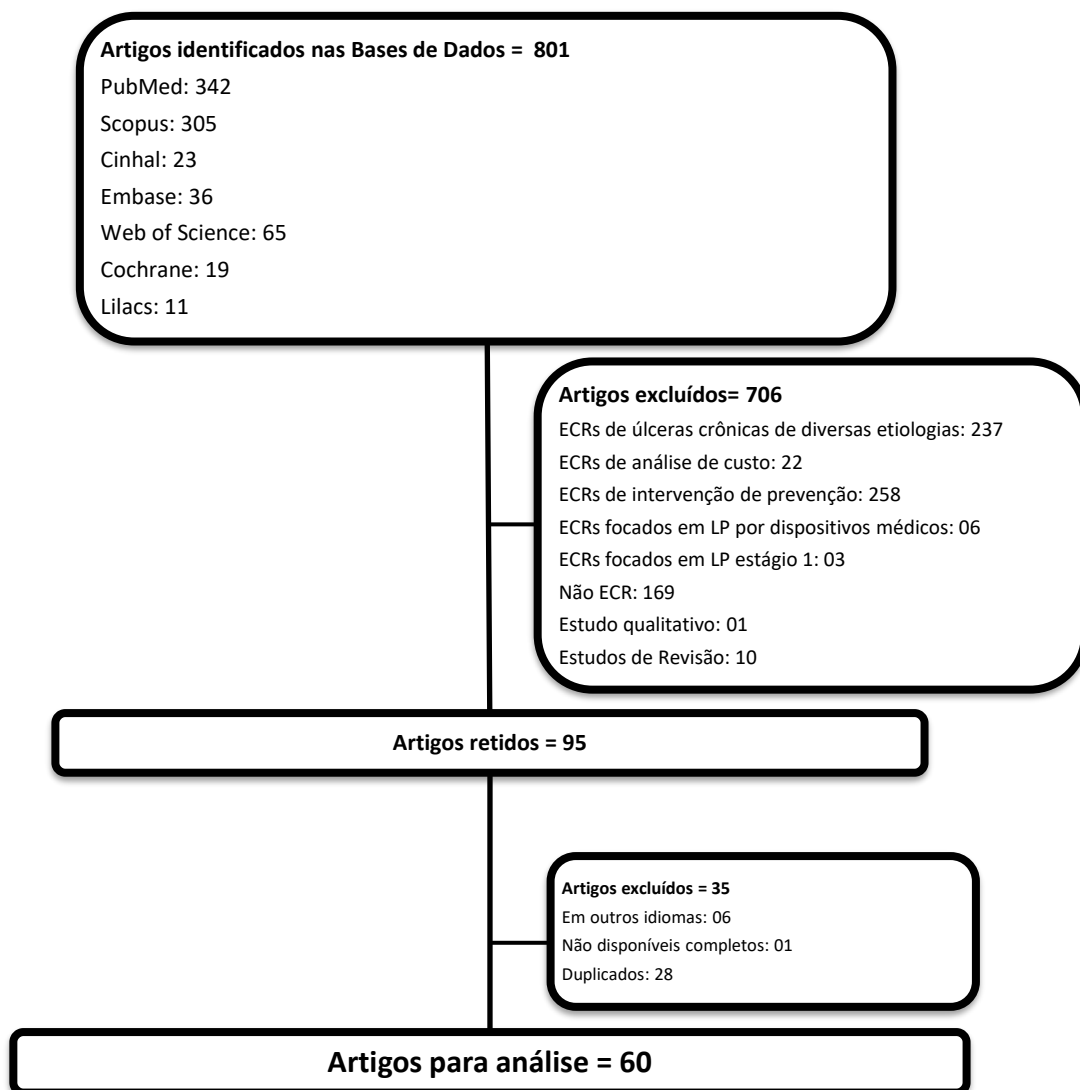 Artigos identificados nas Bases de Dados = 801
PubMed: 342
Scopus: 305
Cinhal: 23
Embase: 36
Web of Science: 65
Cochrane: 19
Lilacs: 11
Artigos excluídos= 706
ECRs de úlceras crônicas de diversas etiologias: 237
ECRs de análise de custo: 22
ECRs de intervenção de prevenção: 258
ECRs focados em LP por dispositivos médicos: 06
ECRs focados em LP estágio 1: 03
Não ECR: 169
Estudo qualitativo: 01
Estudos de Revisão: 10
Artigos retidos = 95
Artigos excluídos = 35
Em outros idiomas: 06
Não disponíveis completos: 01
Duplicados: 28
Artigos para análise = 60